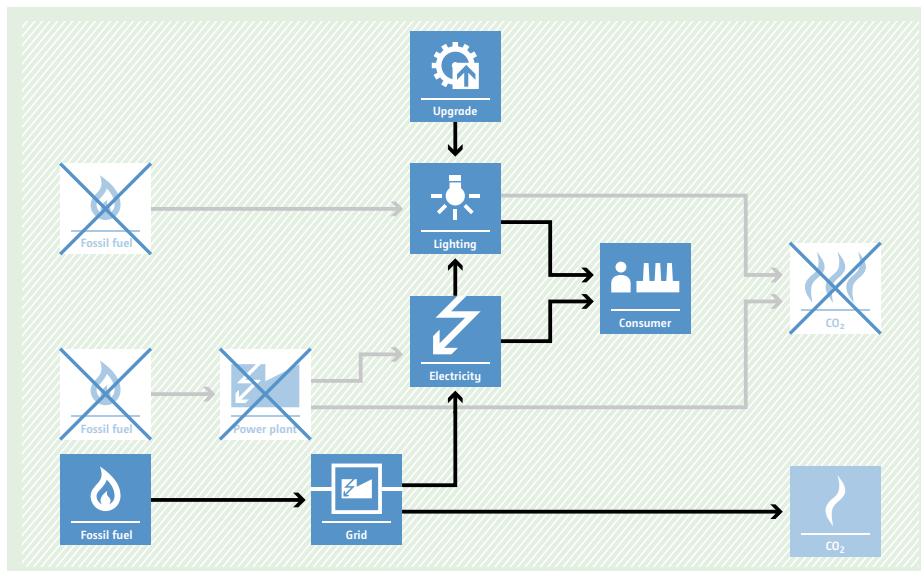 Upgrade
Fossil fuel
Lighting
Consumer
CO₂
Electricity
Fossil fuel
Power plant
Fossil fuel
Grid
CO₂